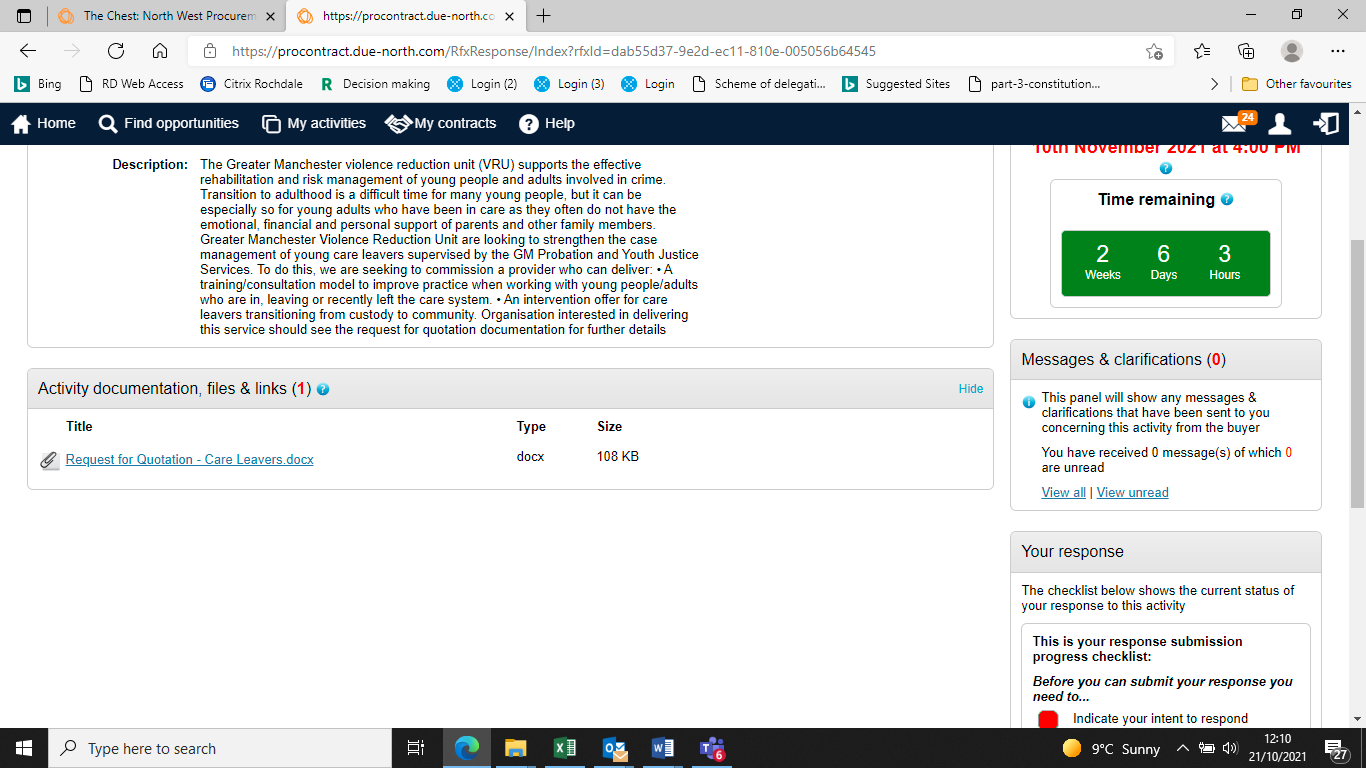 The Chest: North West Procurem
https://procontract.due-north.co
https://procontract.due-north.com/RfxResponse/Index?rfxId=dab55d37-9e2d-ec11-810e-005056b64545
Bing
RD Web Access
Citrix Rochdale
Decision making
Login (2)
Login (3)
Login
Scheme of delegati...
Suggested Sites
part-3-constitution...
Other favourites
Home
Find opportunities
My activities
My contracts
Help
24
Description:
The Greater Manchester violence reduction unit (VRU) supports the effective
rehabilitation and risk management of young people and adults involved in crime.
Transition to adulthood is a difficult time for many young people, but it can be
especially so for young adults who have been in care as they often do not have the
emotional, financial and personal support of parents and other family members.
Greater Manchester Violence Reduction Unit are looking to strengthen the case
management of young care leavers supervised by the GM Probation and Youth Justice
Services. To do this, we are seeking to commission a provider who can deliver: • A
training/consultation model to improve practice when working with young people/adults
who are in, leaving or recently left the care system. • An intervention offer for care
leavers transitioning from custody to community. Organisation interested in delivering
this service should see the request for quotation documentation for further details
Activity documentation, files & links (1)
Hide
Title Type Size
Request for Quotation - Care Leavers.docx docx 108 KB
10th November 2021 at 4:00 PM
Time remaining
2 6 3
Weeks Days Hours
Messages & clarifications (0)
This panel will show any messages &
clarifications that have been sent to you
concerning this activity from the buyer
You have received 0 message(s) of which 0
are unread
View all | View unread
Your response
The checklist below shows the current status of
your response to this activity
This is your response submission
progress checklist:
Before you can submit your response you
need to...
Indicate your intent to respond
Type here to search
6
9°C Sunny
12:10
21/10/2021
27